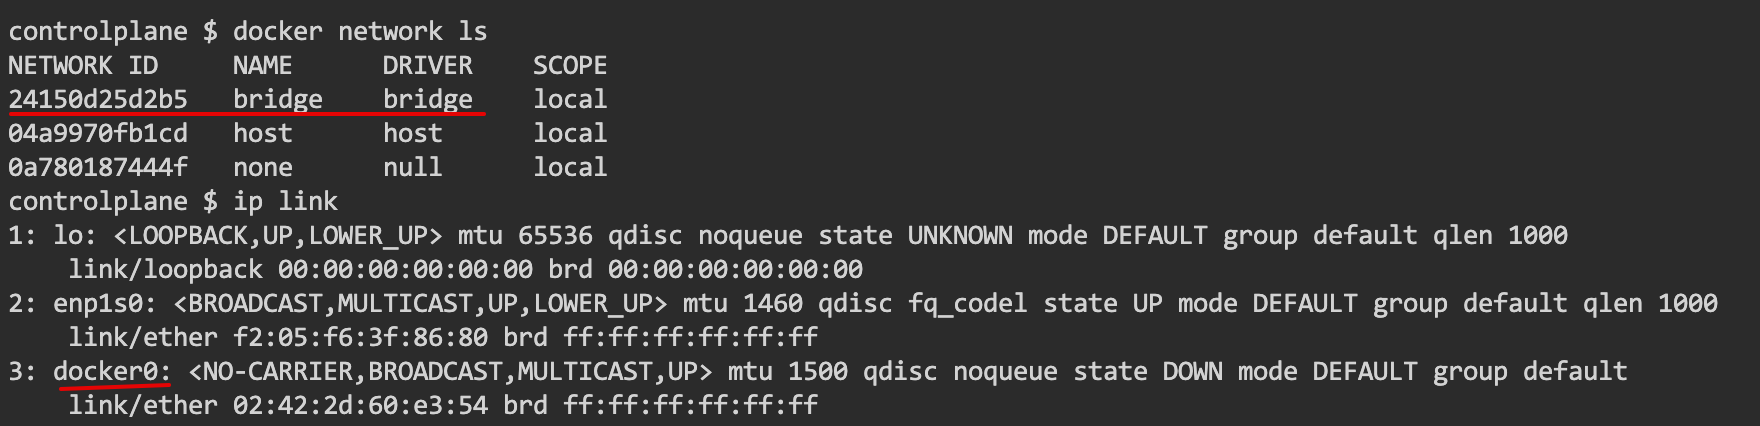 controlplane $ docker network ls
NETWORK ID     NAME      DRIVER    SCOPE
24150d25d2b5   bridge    bridge    local
04a9970fb1cd   host      host      local
0a780187444f   none      null      local
controlplane $ ip link
1: lo: <LOOPBACK,UP,LOWER_UP> mtu 65536 qdisc noqueue state UNKNOWN mode DEFAULT group default qlen 1000
    link/loopback 00:00:00:00:00:00 brd 00:00:00:00:00:00
2: enp1s0: <BROADCAST,MULTICAST,UP,LOWER_UP> mtu 1460 qdisc fq_codel state UP mode DEFAULT group default qlen 1000
    link/ether f2:05:f6:3f:86:80 brd ff:ff:ff:ff:ff:ff
3: docker0: <NO-CARRIER,BROADCAST,MULTICAST,UP> mtu 1500 qdisc noqueue state DOWN mode DEFAULT group default
    link/ether 02:42:2d:60:e3:54 brd ff:ff:ff:ff:ff:ff